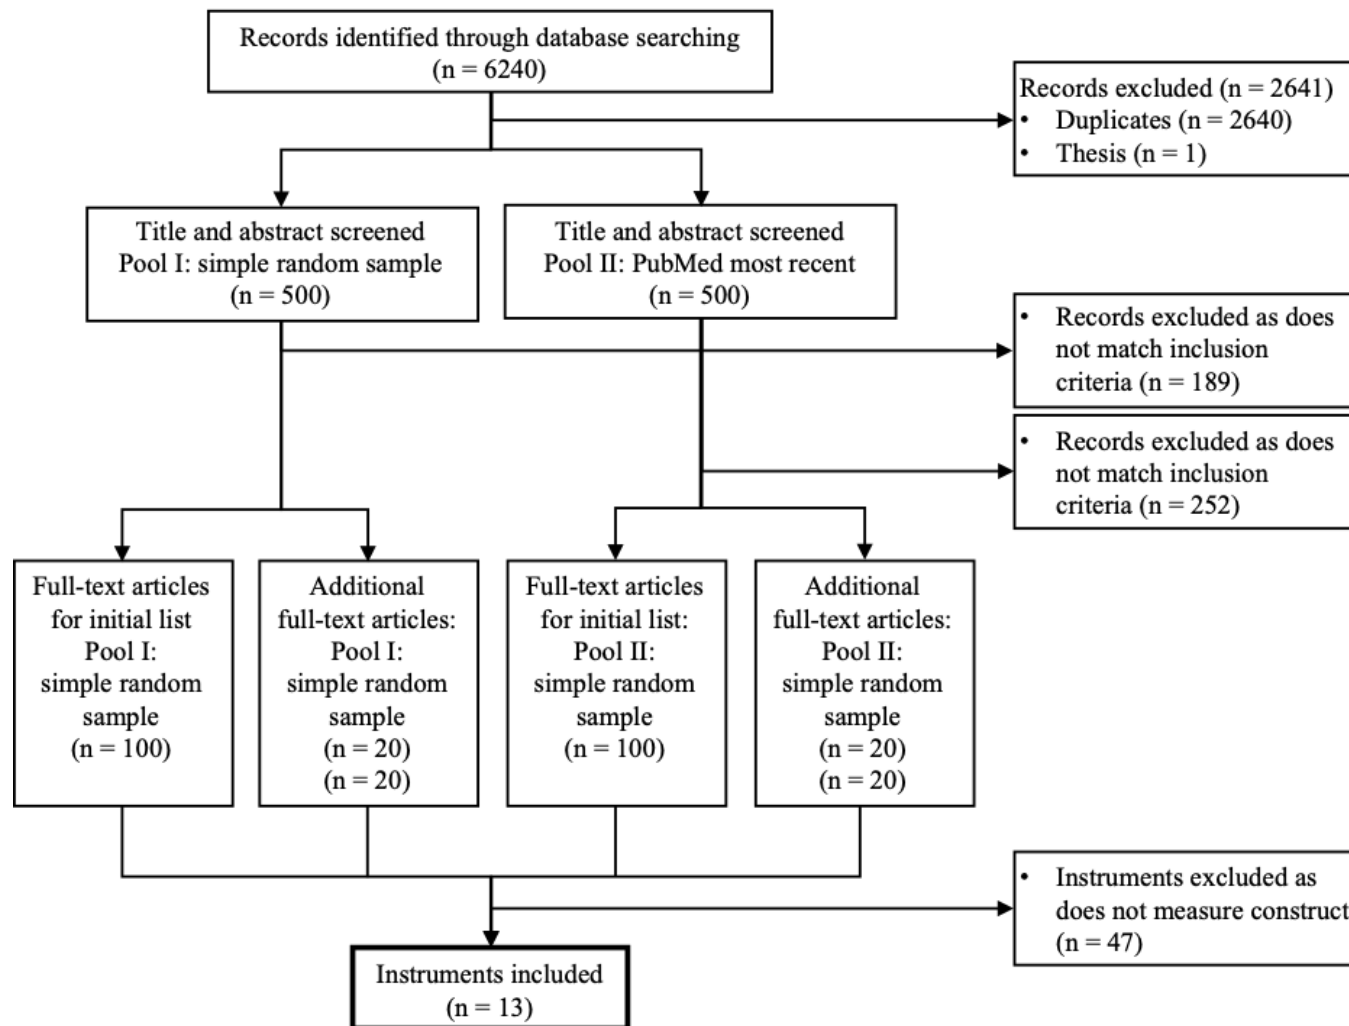 Records identified through database searching
(n = 6240)
Records excluded (n = 2641)
• Duplicates (n = 2640)
• Thesis (n = 1)
Title and abstract screened
Pool I: simple random sample
(n = 500)
Title and abstract screened
Pool II: PubMed most recent
(n = 500)
• Records excluded as does
not match inclusion
criteria (n = 189)
• Records excluded as does
not match inclusion
criteria (n = 252)
Full-text articles
for initial list
Pool I:
simple random
sample
(n = 100)
Additional
full-text articles:
Pool I:
simple random
sample
(n = 20)
(n = 20)
Full-text articles
for initial list:
Pool II:
simple random
sample
(n = 100)
Additional
full-text articles:
Pool II:
simple random
sample
(n = 20)
(n = 20)
• Instruments excluded as
does not measure construct
(n = 47)
Instruments included
(n = 13)